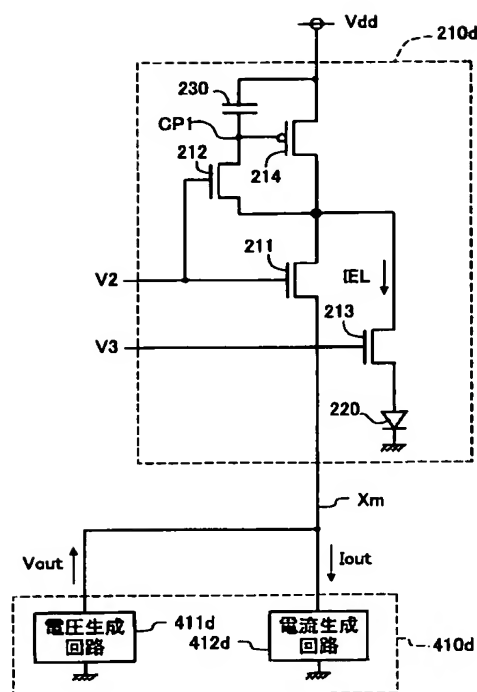 Vdd
210d
230
CP1
212
214
211
V2
IEL
213
V3
220
Xm
Vout
Iout
電圧生成
回路
411d
412d
電流生成
回路
410d